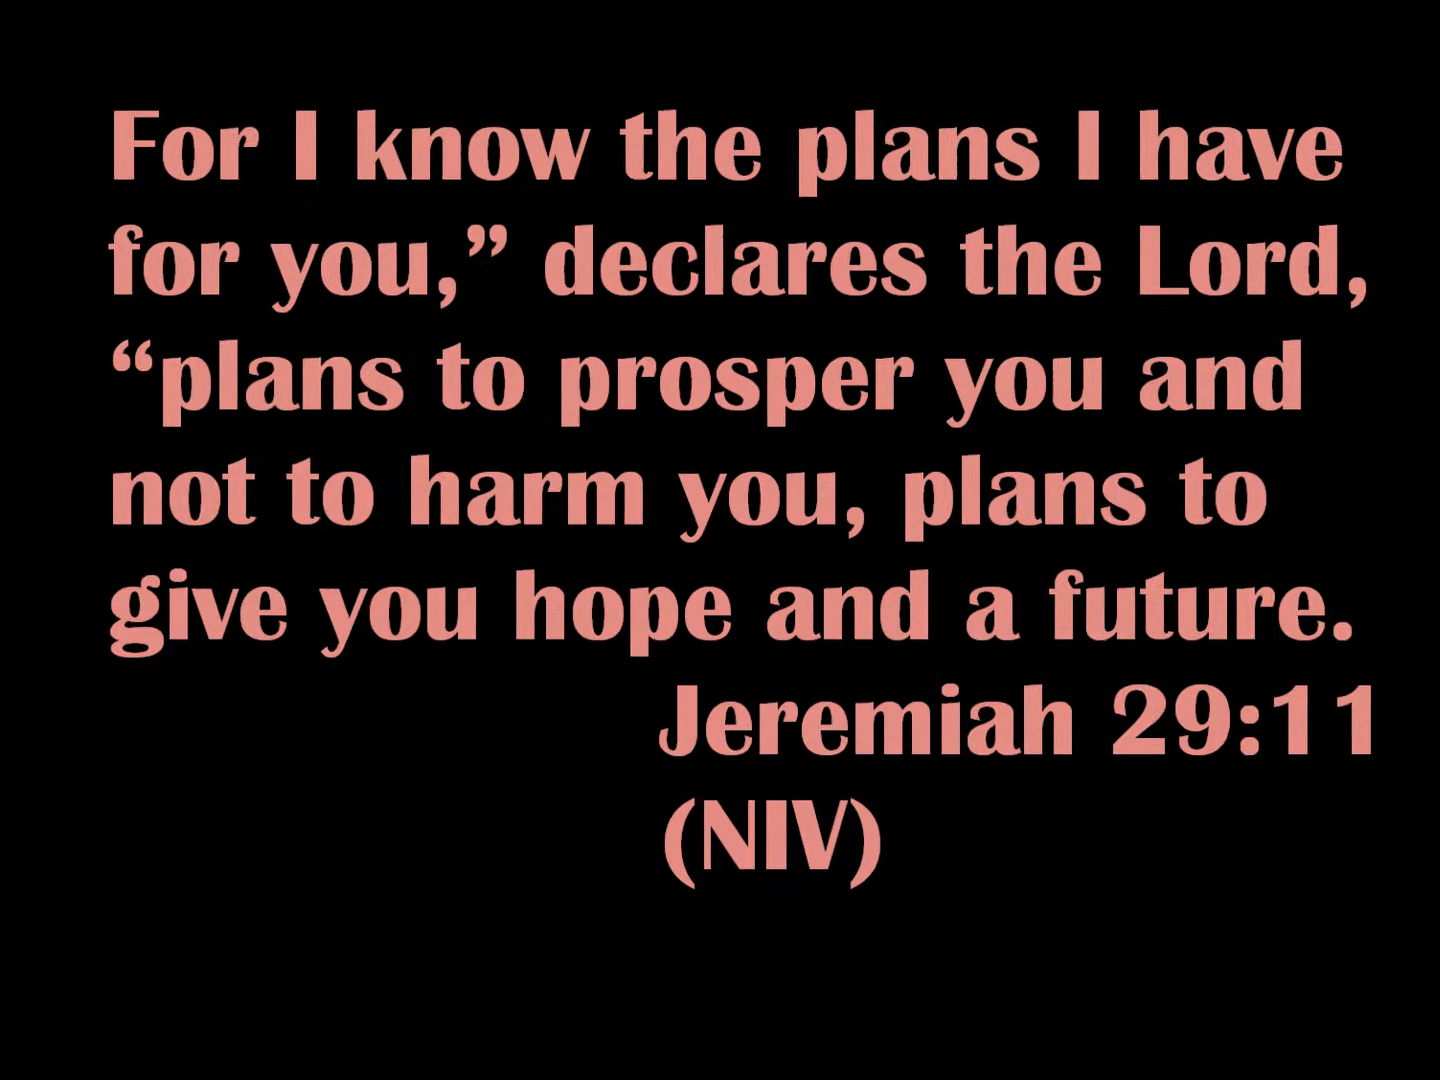 For I know the plans I have
for you,” declares the Lord,
“plans to prosper you and
not to harm you, plans to
give you hope and a future.
Jeremiah 29:11
(NIV)